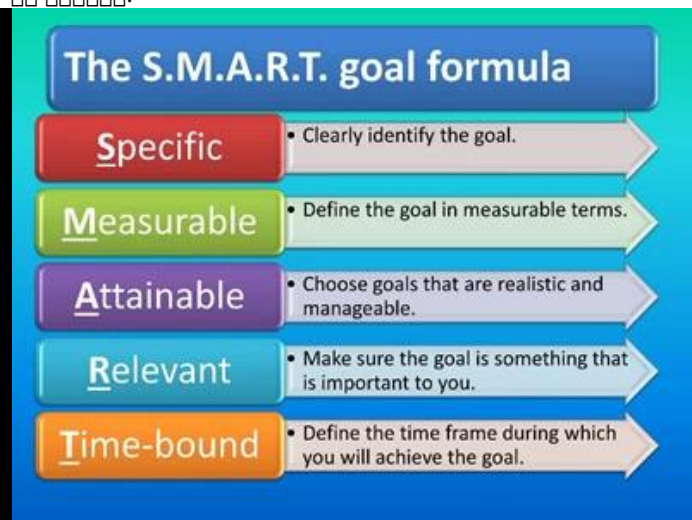 The S.M.A.R.T. goal formula
Specific
• Clearly identify the goal.
Measurable
• Define the goal in measurable terms.
Attainable
• Choose goals that are realistic and
manageable.
Relevant
• Make sure the goal is something that
is important to you.
Time-bound
• Define the time frame during which
you will achieve the goal.